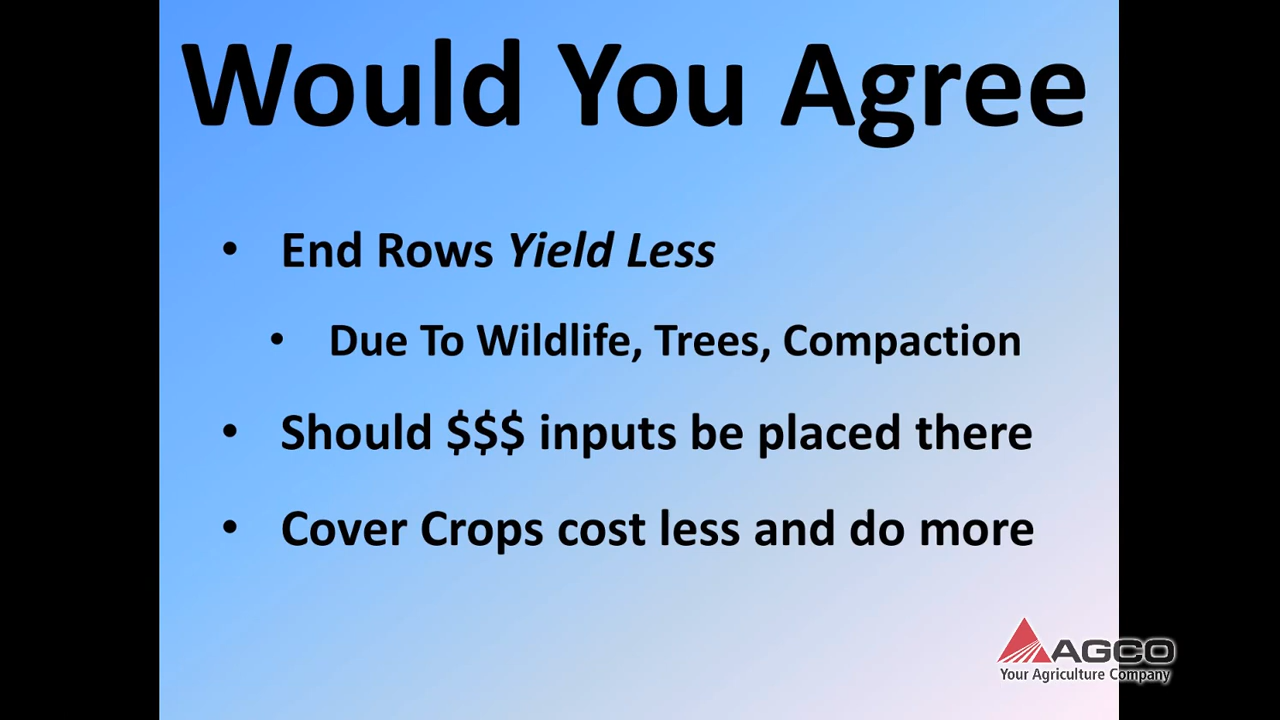 Would You Agree
• End Rows Yield Less
• Due To Wildlife, Trees, Compaction
• Should $$$ inputs be placed there
• Cover Crops cost less and do more
AGCO
Your Agriculture Company